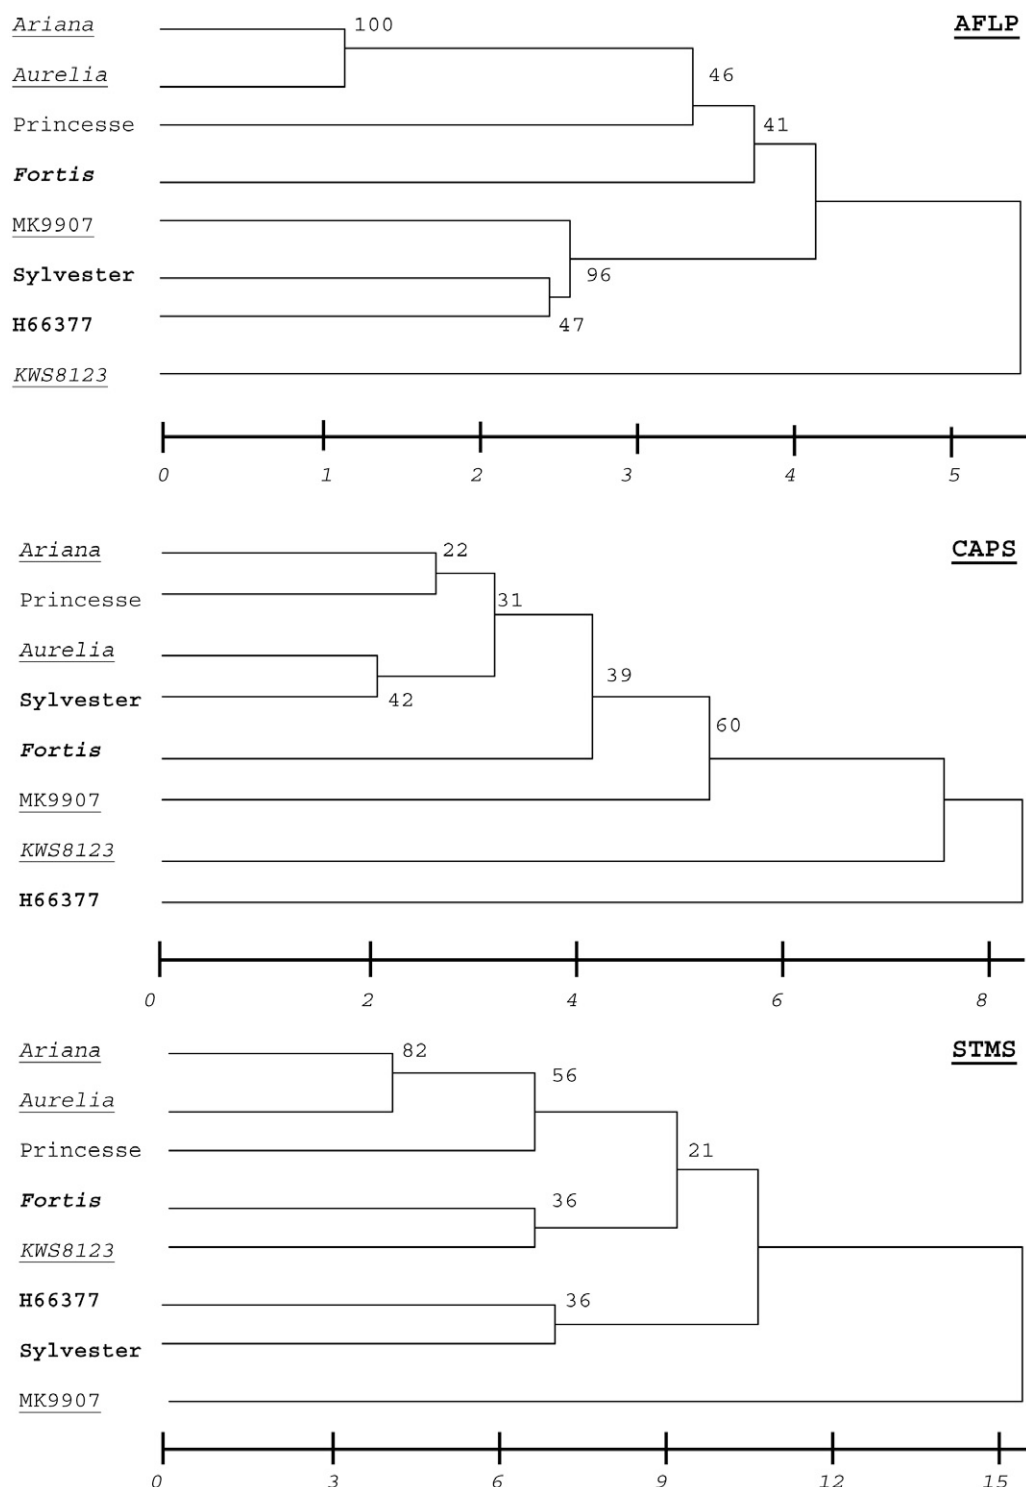 Ariana 100 AFLP
Aurelia 46
Princesse 41
Fortis
MK9907
Sylvester 96
H66377 47
KWS8123
0 1 2 3 4 5
Ariana 22 CAPS
Princesse 31
Aurelia 39
Sylvester 42
60
Fortis
MK9907
KWS8123
H66377
0 2 4 6 8
Ariana 82 STMS
56
Aurelia
Princesse 21
Fortis 36
KWS8123
H66377 36
Sylvester
MK9907
0 3 6 9 12 15